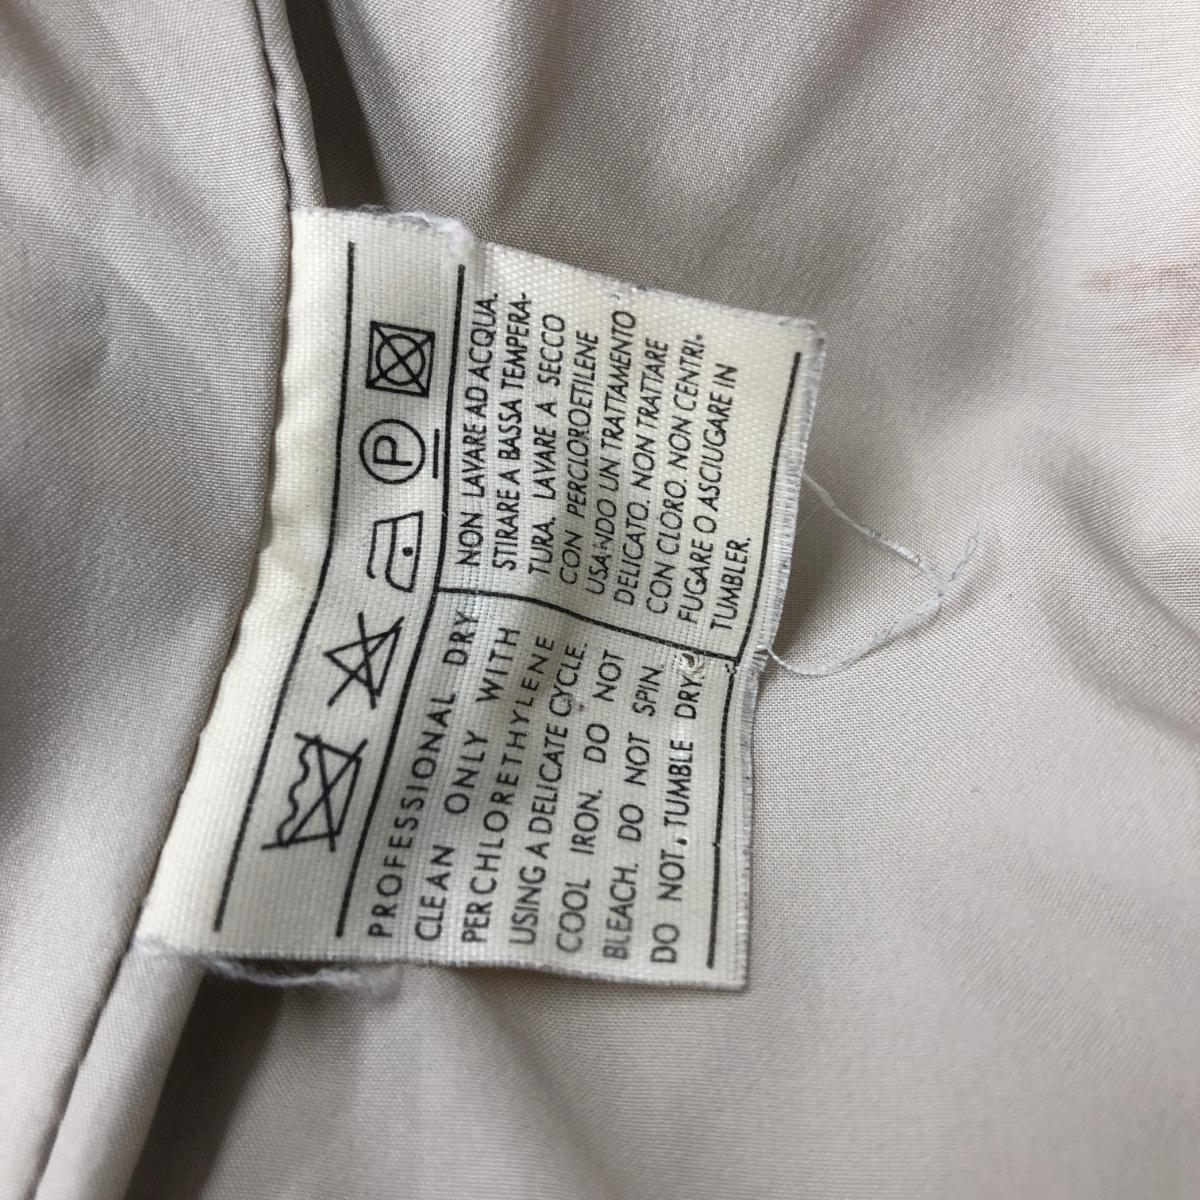 PROFESSIONAL DRY
CLEAN ONLY WITH
PERCHLORETHYLENE
USING A DELICATE CYCLE.
COOL IRON. DO NOT
BLEACH. DO NOT SPIN.
DO NOT TUMBLE DRY.
P
NON LAVARE AD ACQUA.
STIRARE A BASSA TEMPERA-
TURA. LAVARE A SECCO
CON PERCLOROETILENE
USANDO UN TRATTAMENTO
DELICATO. NON TRATTARE
CON CLORO. NON CENTRI-
FUGARE O ASCIUGARE IN
TUMBLER.